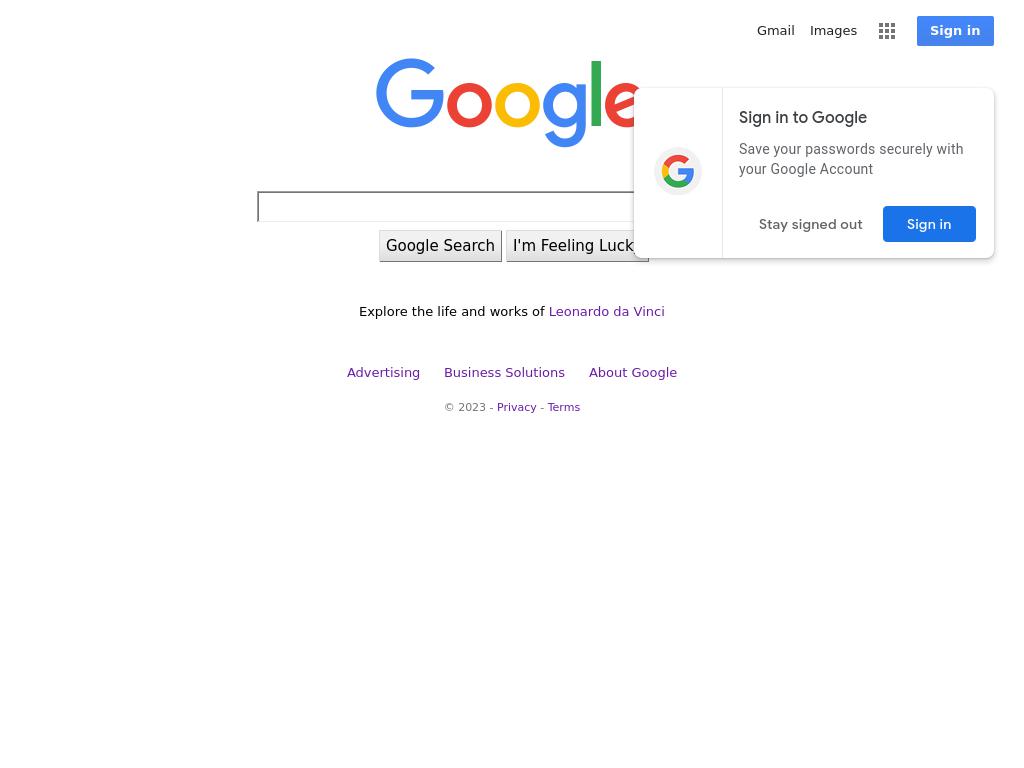 Gmail Images Sign in
Google
Sign in to Google
Save your passwords securely with
your Google Account
Stay signed out Sign in
Google Search I'm Feeling Luck
Explore the life and works of Leonardo da Vinci
Advertising Business Solutions About Google
© 2023 - Privacy - Terms